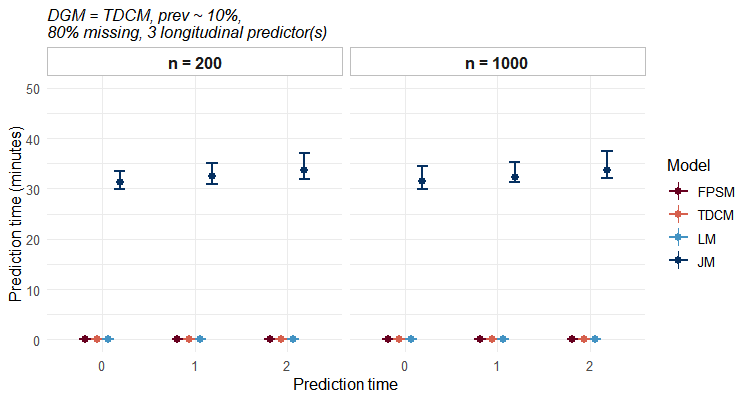 DGM = TDCM, prev ~ 10%,
80% missing, 3 longitudinal predictor(s)
n = 200
n = 1000
Prediction time (minutes)
50
40
30
20
10
0
0
1
2
0
1
2
Prediction time
Model
FPSM
TDCM
LM
JM